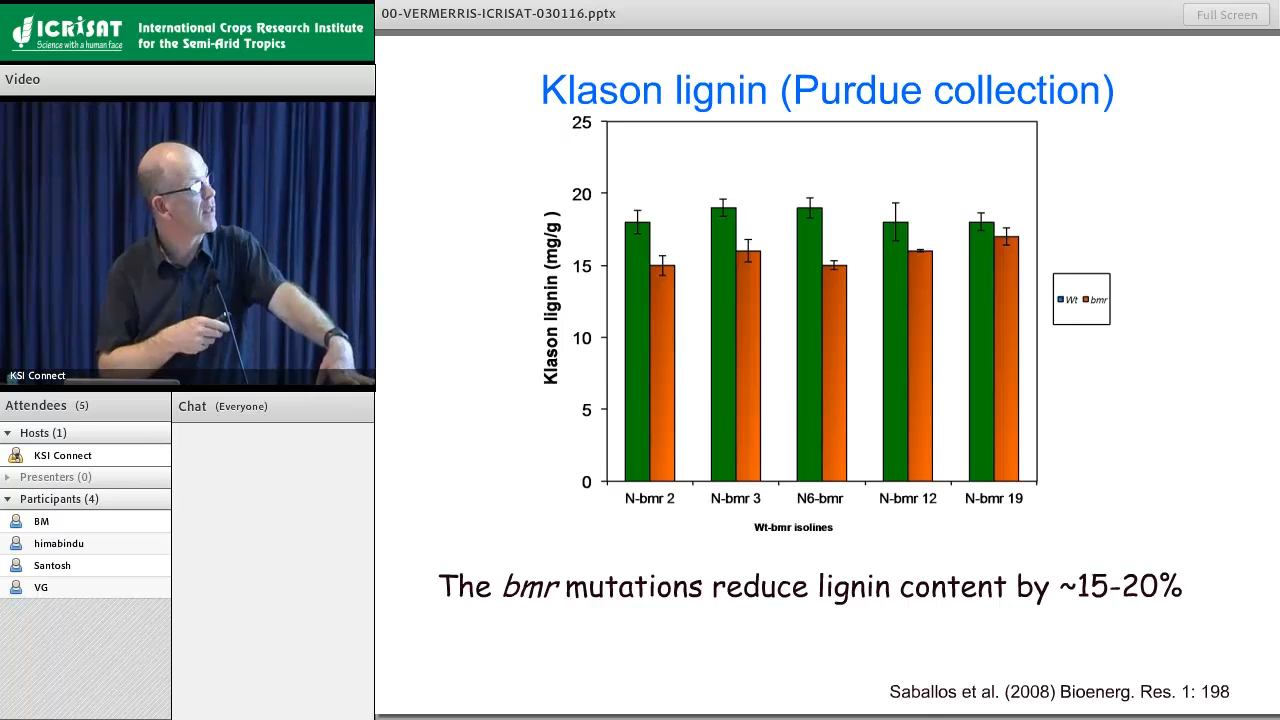 ICRISAT
Science with a human face
International Crops Research Institute
for the Semi-Arid Tropics
00-VERMERRIS-ICRISAT-030116.pptx
Full Screen
Video
KSI Connect
Attendees (5)
Hosts (1)
KSI Connect
Presenters (0)
Participants (4)
BM
himabindu
Santosh
VG
Chat (Everyone)
Klason lignin (Purdue collection)
Klason lignin (mg/g )
25
20
15
10
5
0
N-bmr 2
N-bmr 3
N6-bmr
N-bmr 12
N-bmr 19
Wt-bmr isolines
Wt bmr
The bmr mutations reduce lignin content by ~15-20%
Saballos et al. (2008) Bioenerg. Res. 1: 198